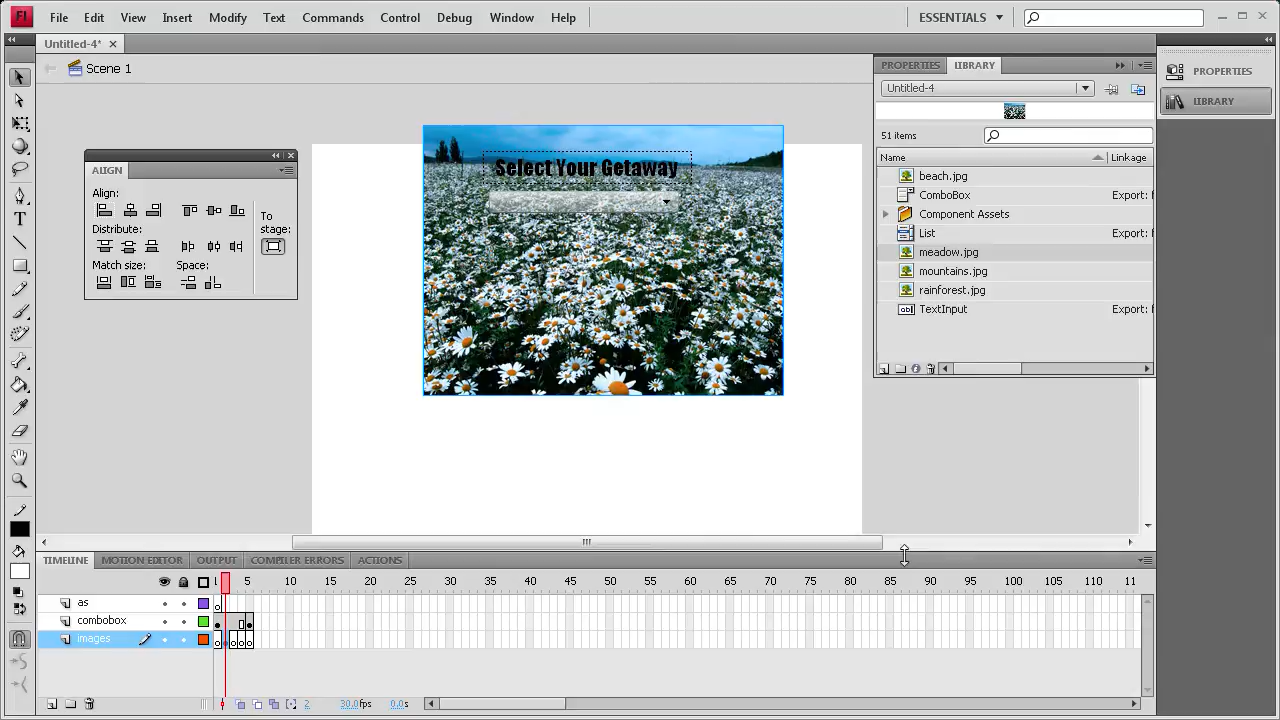 Fl File Edit View Insert Modify Text Commands Control Debug Window Help ESSENTIALS
Untitled-4* ×
Scene 1
PROPERTIES LIBRARY
Untitled-4
51 items
Name Linkage
beach.jpg
ComboBox Export: f
Component Assets
List Export: f
meadow.jpg
mountains.jpg
rainforest.jpg
TextInput Export: f
PROPERTIES
LIBRARY
ALIGN
Align:
To
stage:
Distribute:
Match size: Space:
Select Your Getaway
TIMELINE MOTION EDITOR OUTPUT COMPILER ERRORS ACTIONS
1 5 10 15 20 25 30 35 40 45 50 55 60 65 70 75 80 85 90 95 100 105 11
as
combobox
images
2 30.0fps 0.0s